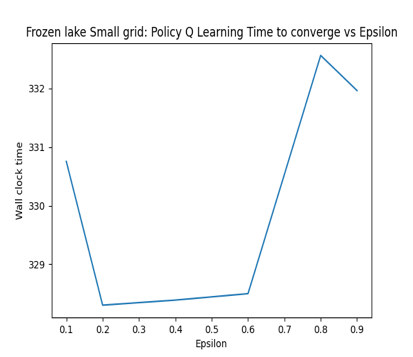 Frozen lake Small grid: Policy Q Learning Time to converge vs Epsilon
332
331
330
329
Wall clock time
0.1 0.2 0.3 0.4 0.5 0.6 0.7 0.8 0.9
Epsilon